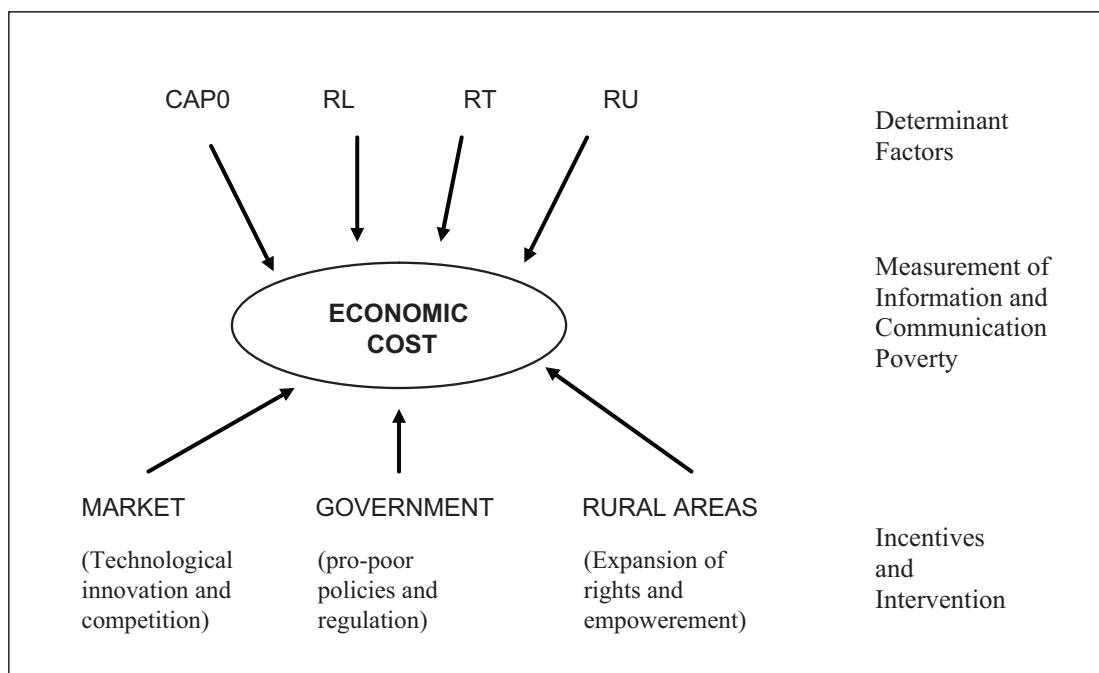 CAP0
RL
RT
RU
Determinant
Factors
ECONOMIC
COST
Measurement of
Information and
Communication
Poverty
MARKET
(Technological
innovation and
competition)
GOVERNMENT
(pro-poor
policies and
regulation)
RURAL AREAS
(Expansion of
rights and
empowerement)
Incentives
and
Intervention